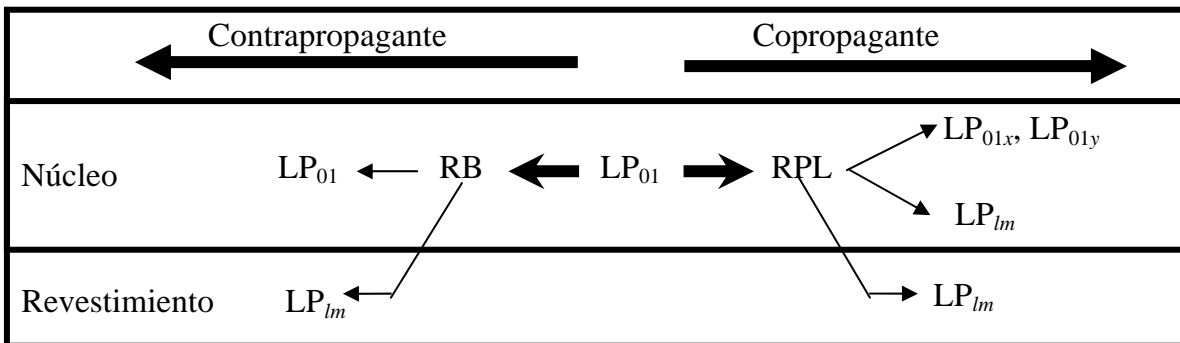 Contrapropagante Copropagante
LP01x, LP01y
Núcleo LP01 RB LP01 RPL
LPlm
Revestimiento LPlm LPlm